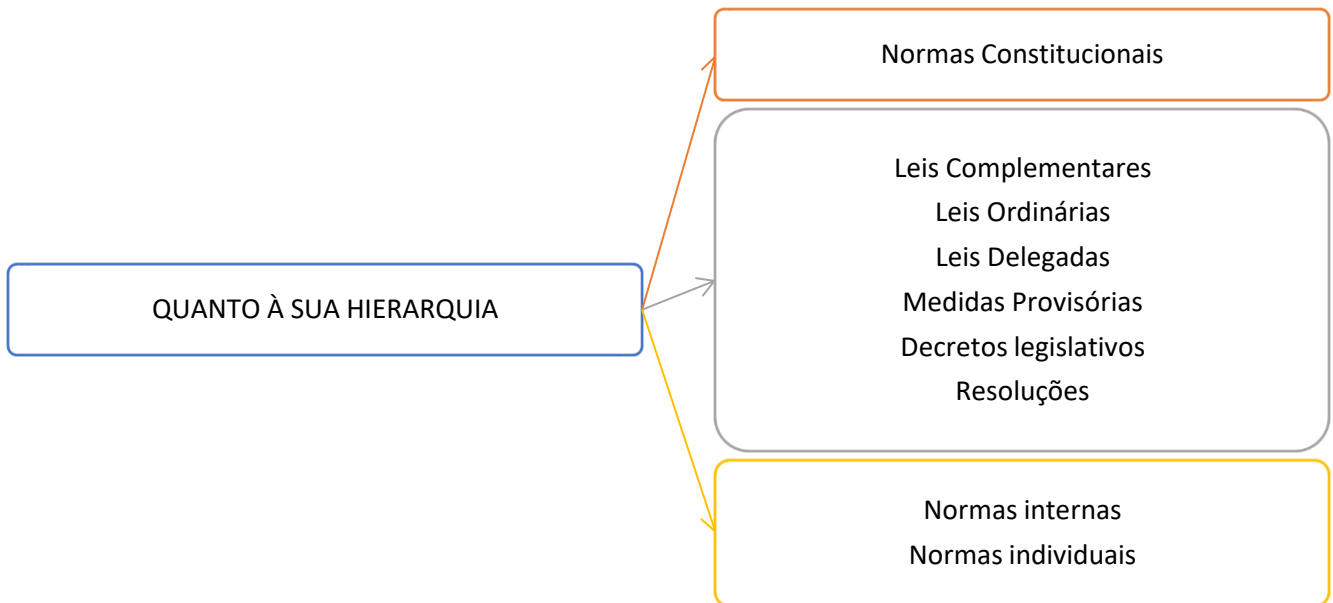 Normas Constitucionais
Leis Complementares
Leis Ordinárias
Leis Delegadas
Medidas Provisórias
Decretos legislativos
Resoluções
QUANTO À SUA HIERARQUIA
Normas internas
Normas individuais